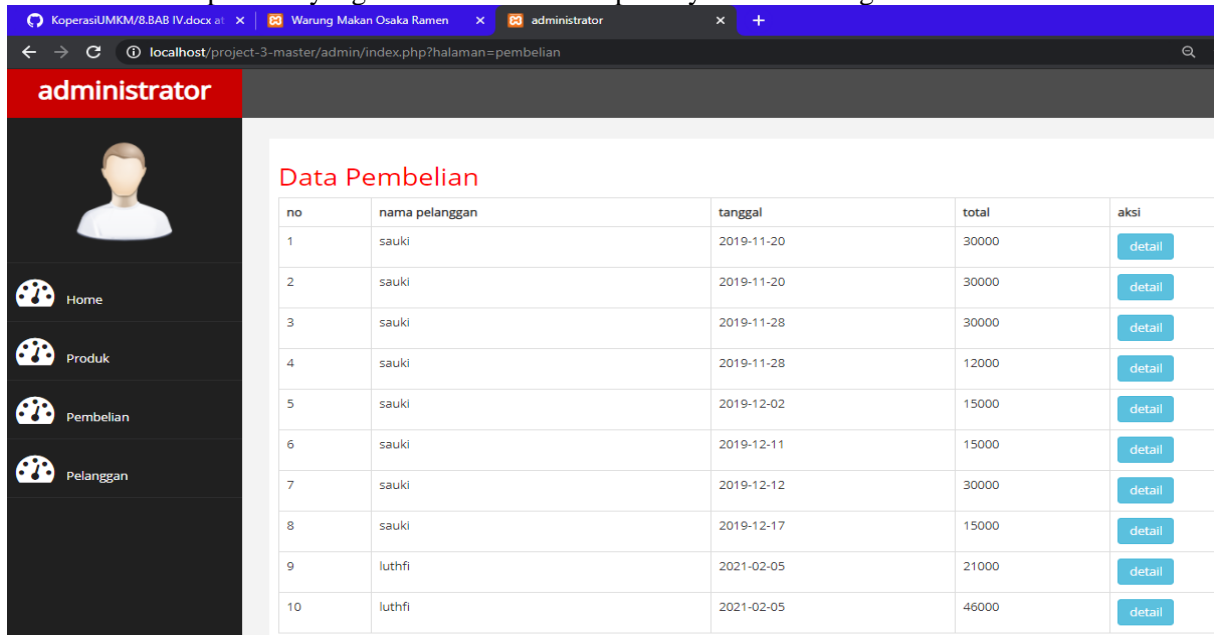 KoperasiUMKM/8.BAB IV.docx at
Warung Makan Osaka Ramen
administrator
localhost/project-3-master/admin/index.php?halaman=pembelian
administrator
Home
Produk
Pembelian
Pelanggan
Data Pembelian
no nama pelanggan tanggal total aksi
1 sauki 2019-11-20 30000 detail
2 sauki 2019-11-20 30000 detail
3 sauki 2019-11-28 30000 detail
4 sauki 2019-11-28 12000 detail
5 sauki 2019-12-02 15000 detail
6 sauki 2019-12-11 15000 detail
7 sauki 2019-12-12 30000 detail
8 sauki 2019-12-17 15000 detail
9 luthfi 2021-02-05 21000 detail
10 luthfi 2021-02-05 46000 detail